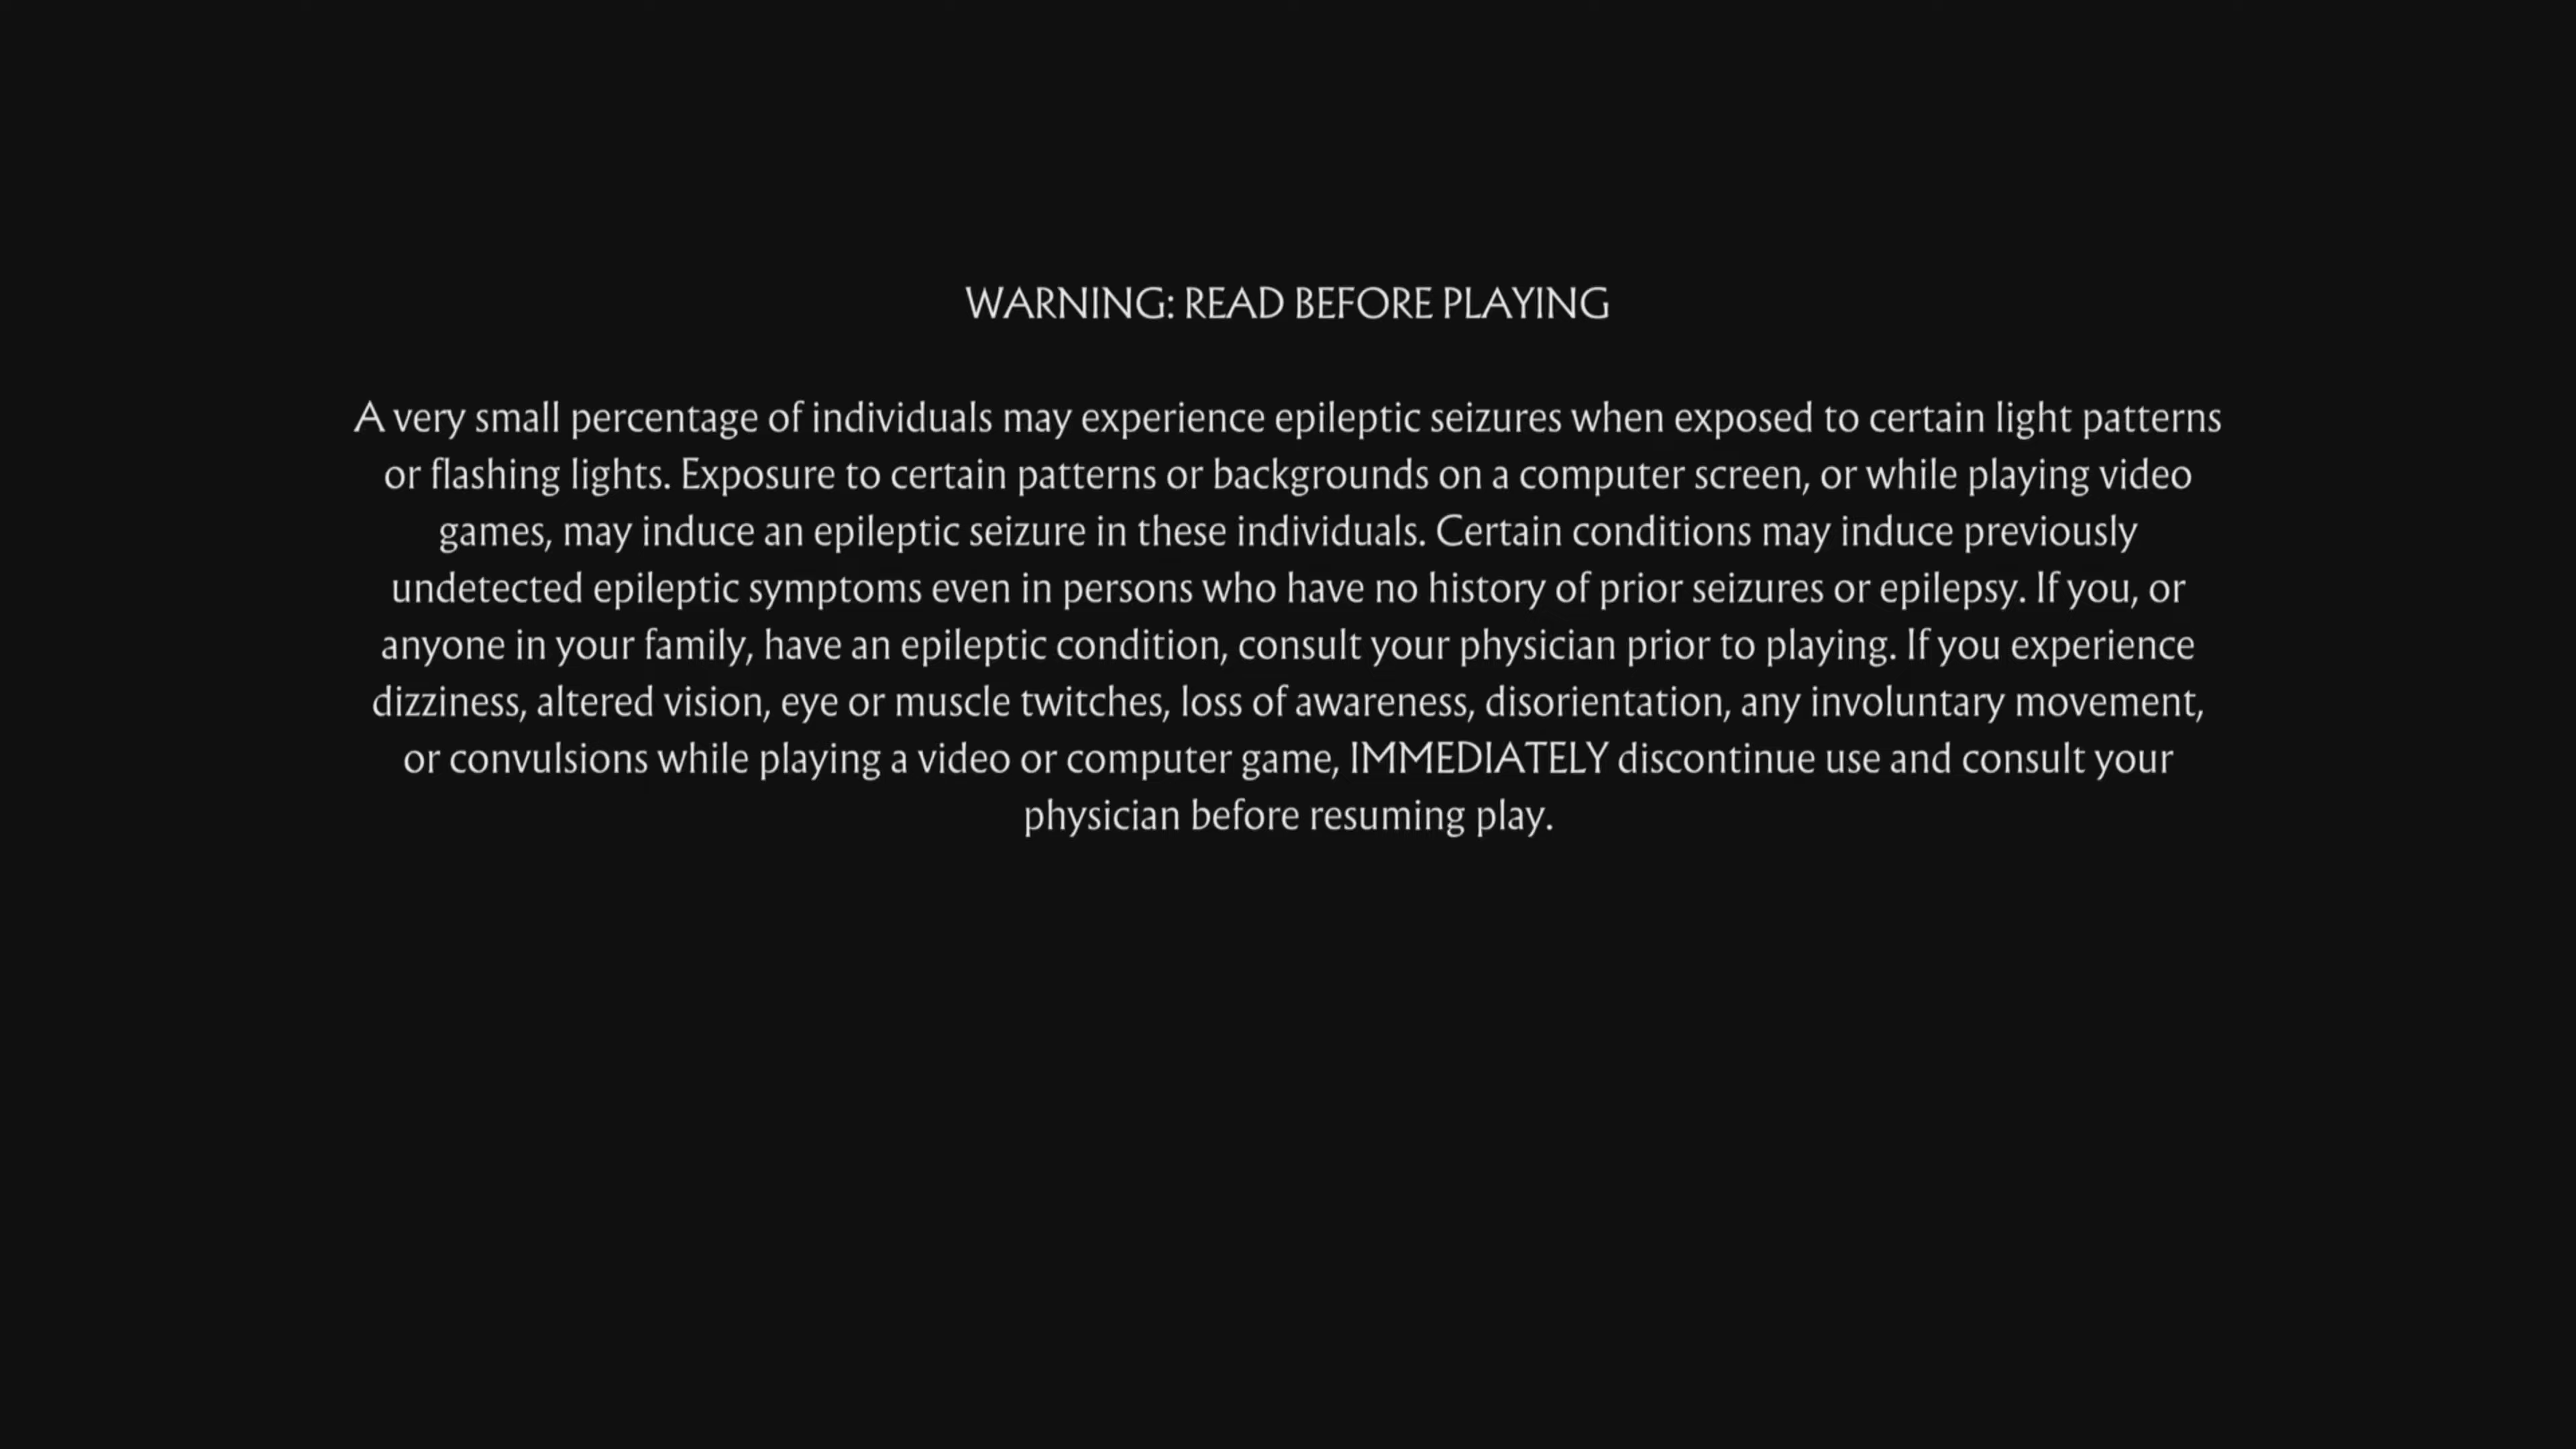 WARNING: READ BEFORE PLAYING
A very small percentage of individuals may experience epileptic seizures when exposed to certain light patterns
or flashing lights. Exposure to certain patterns or backgrounds on a computer screen, or while playing video
games, may induce an epileptic seizure in these individuals. Certain conditions may induce previously
undetected epileptic symptoms even in persons who have no history of prior seizures or epilepsy. If you, or
anyone in your family, have an epileptic condition, consult your physician prior to playing. If you experience
dizziness, altered vision, eye or muscle twitches, loss of awareness, disorientation, any involuntary movement,
or convulsions while playing a video or computer game, IMMEDIATELY discontinue use and consult your
physician before resuming play.